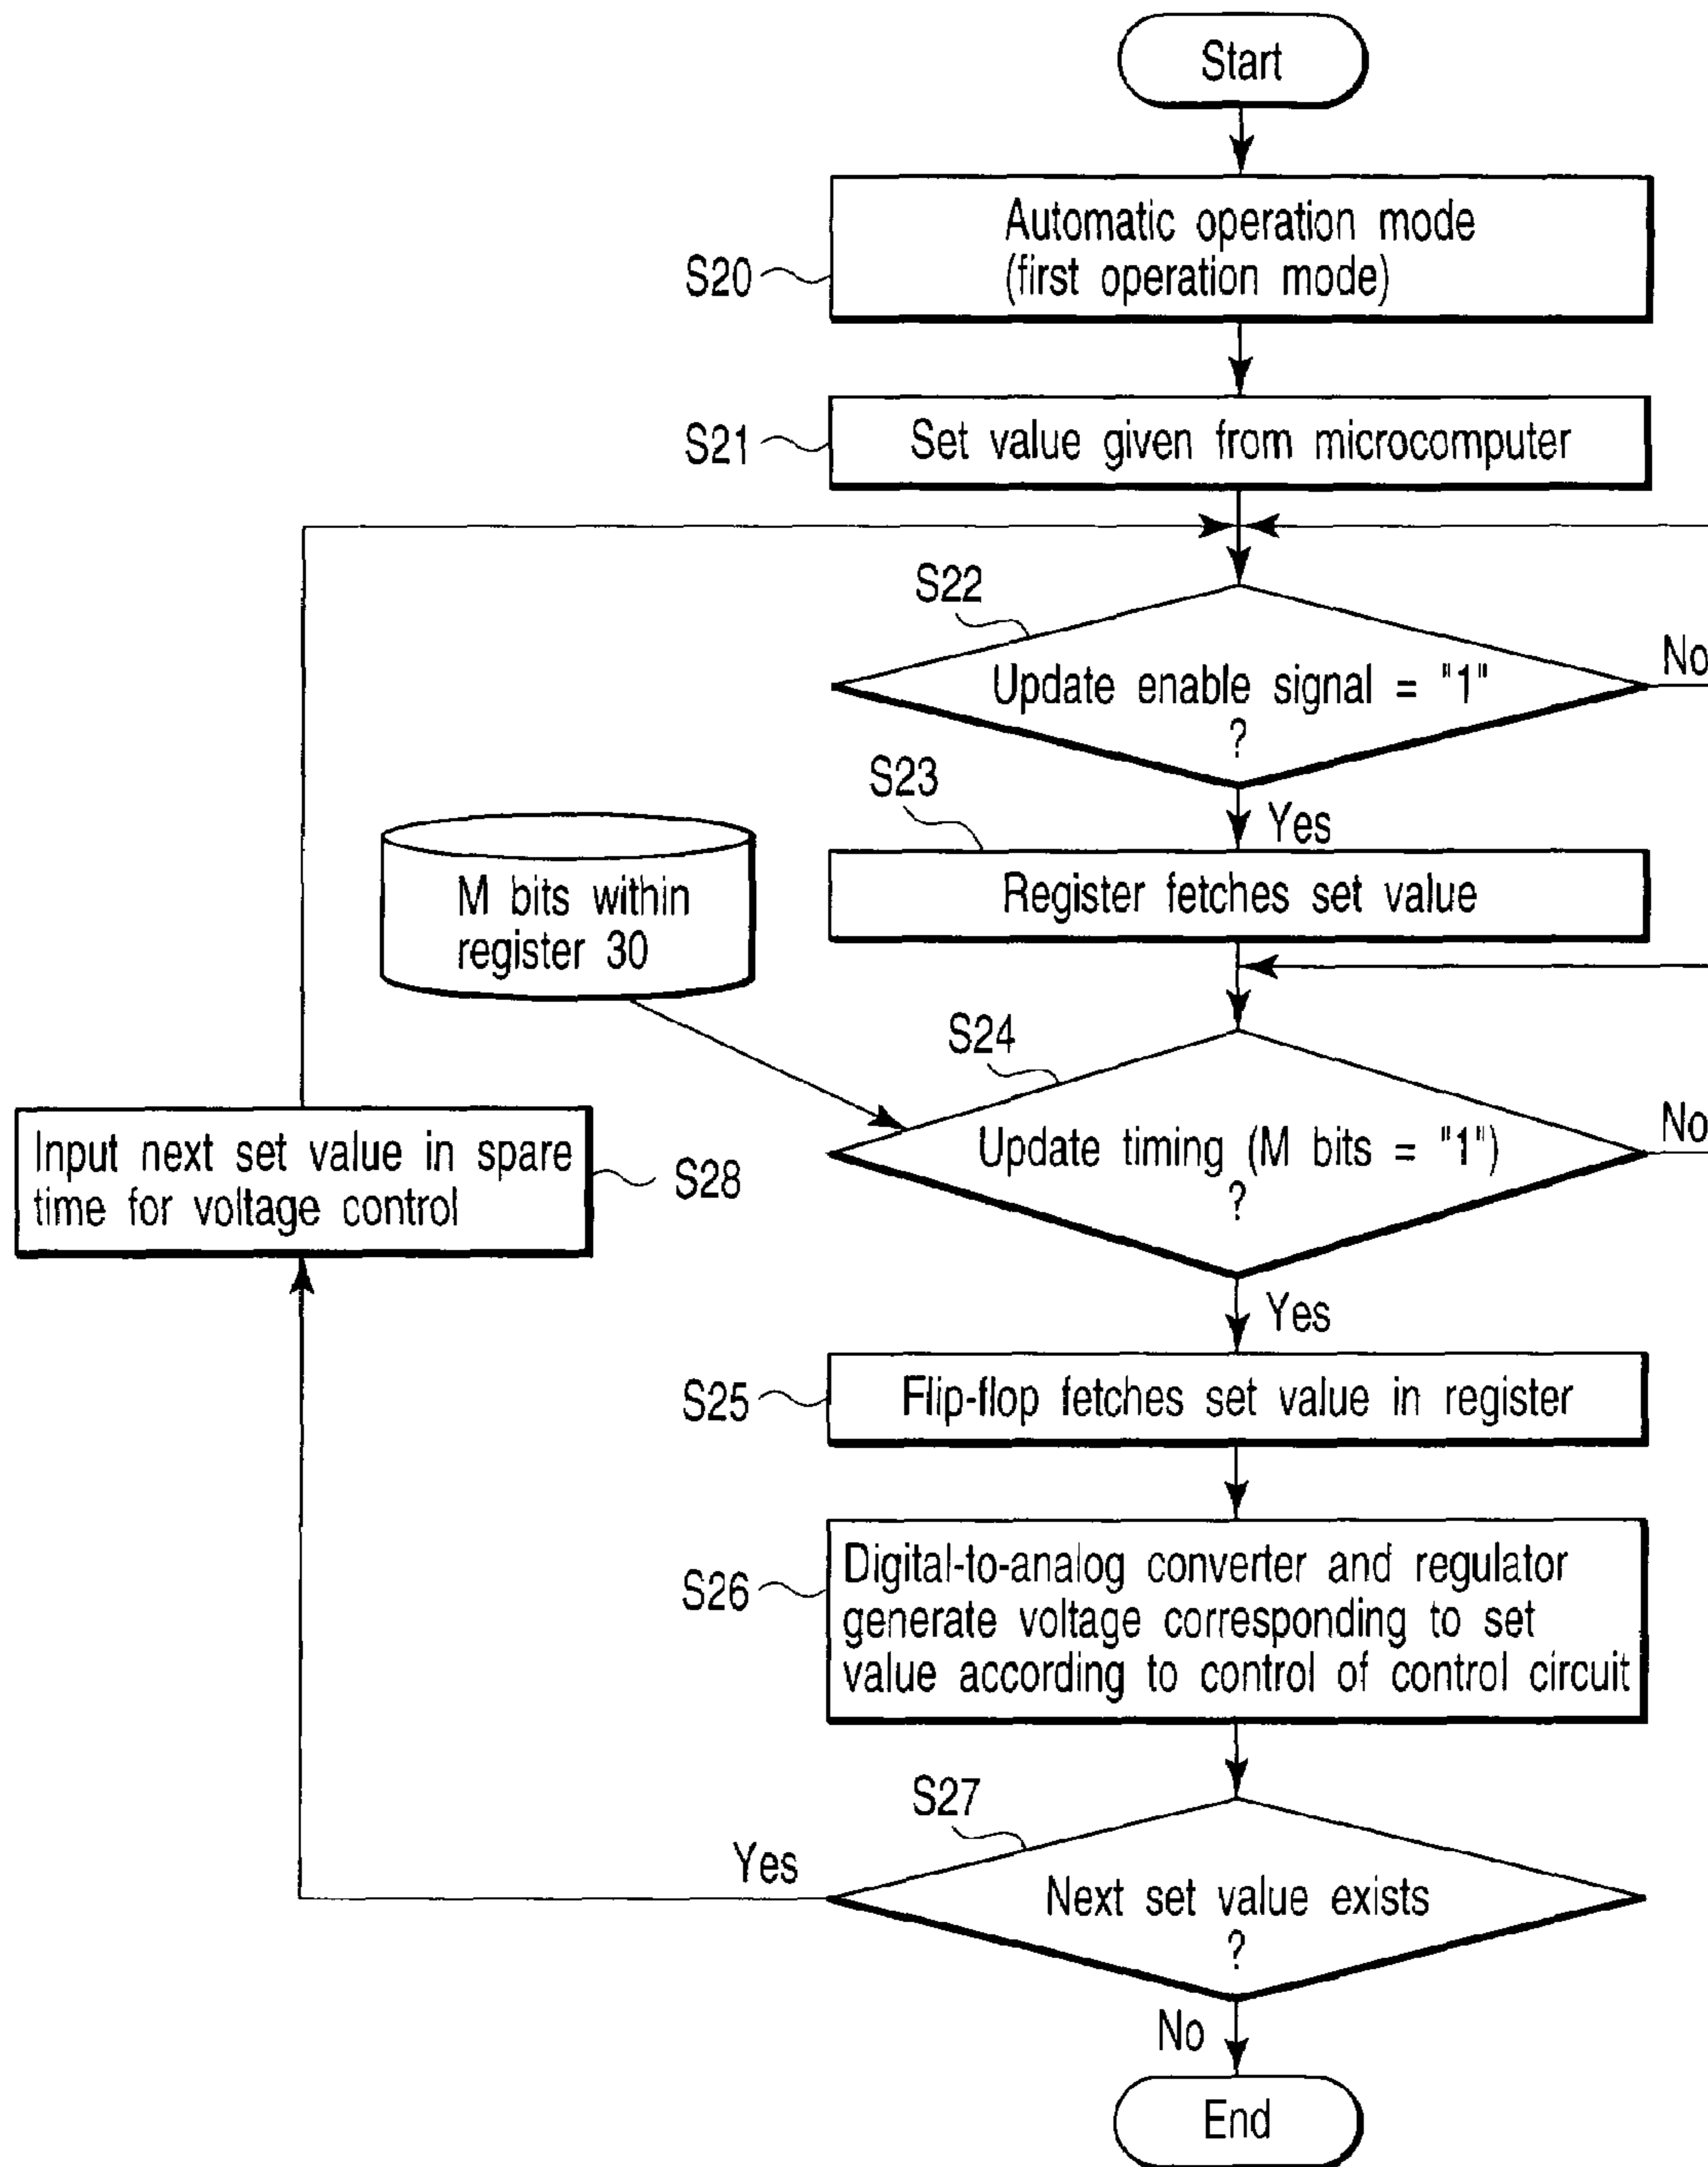 Start
Automatic operation mode
(first operation mode)
S20
S21
Set value given from microcomputer
S22
Update enable signal = "1"
?
No
Yes
S23
Register fetches set value
M bits within
register 30
S24
Update timing (M bits = "1")
?
No
Yes
Input next set value in spare
time for voltage control
S28
S25
Flip-flop fetches set value in register
S26
Digital-to-analog converter and regulator
generate voltage corresponding to set
value according to control of control circuit
S27
Next set value exists
?
Yes
No
End